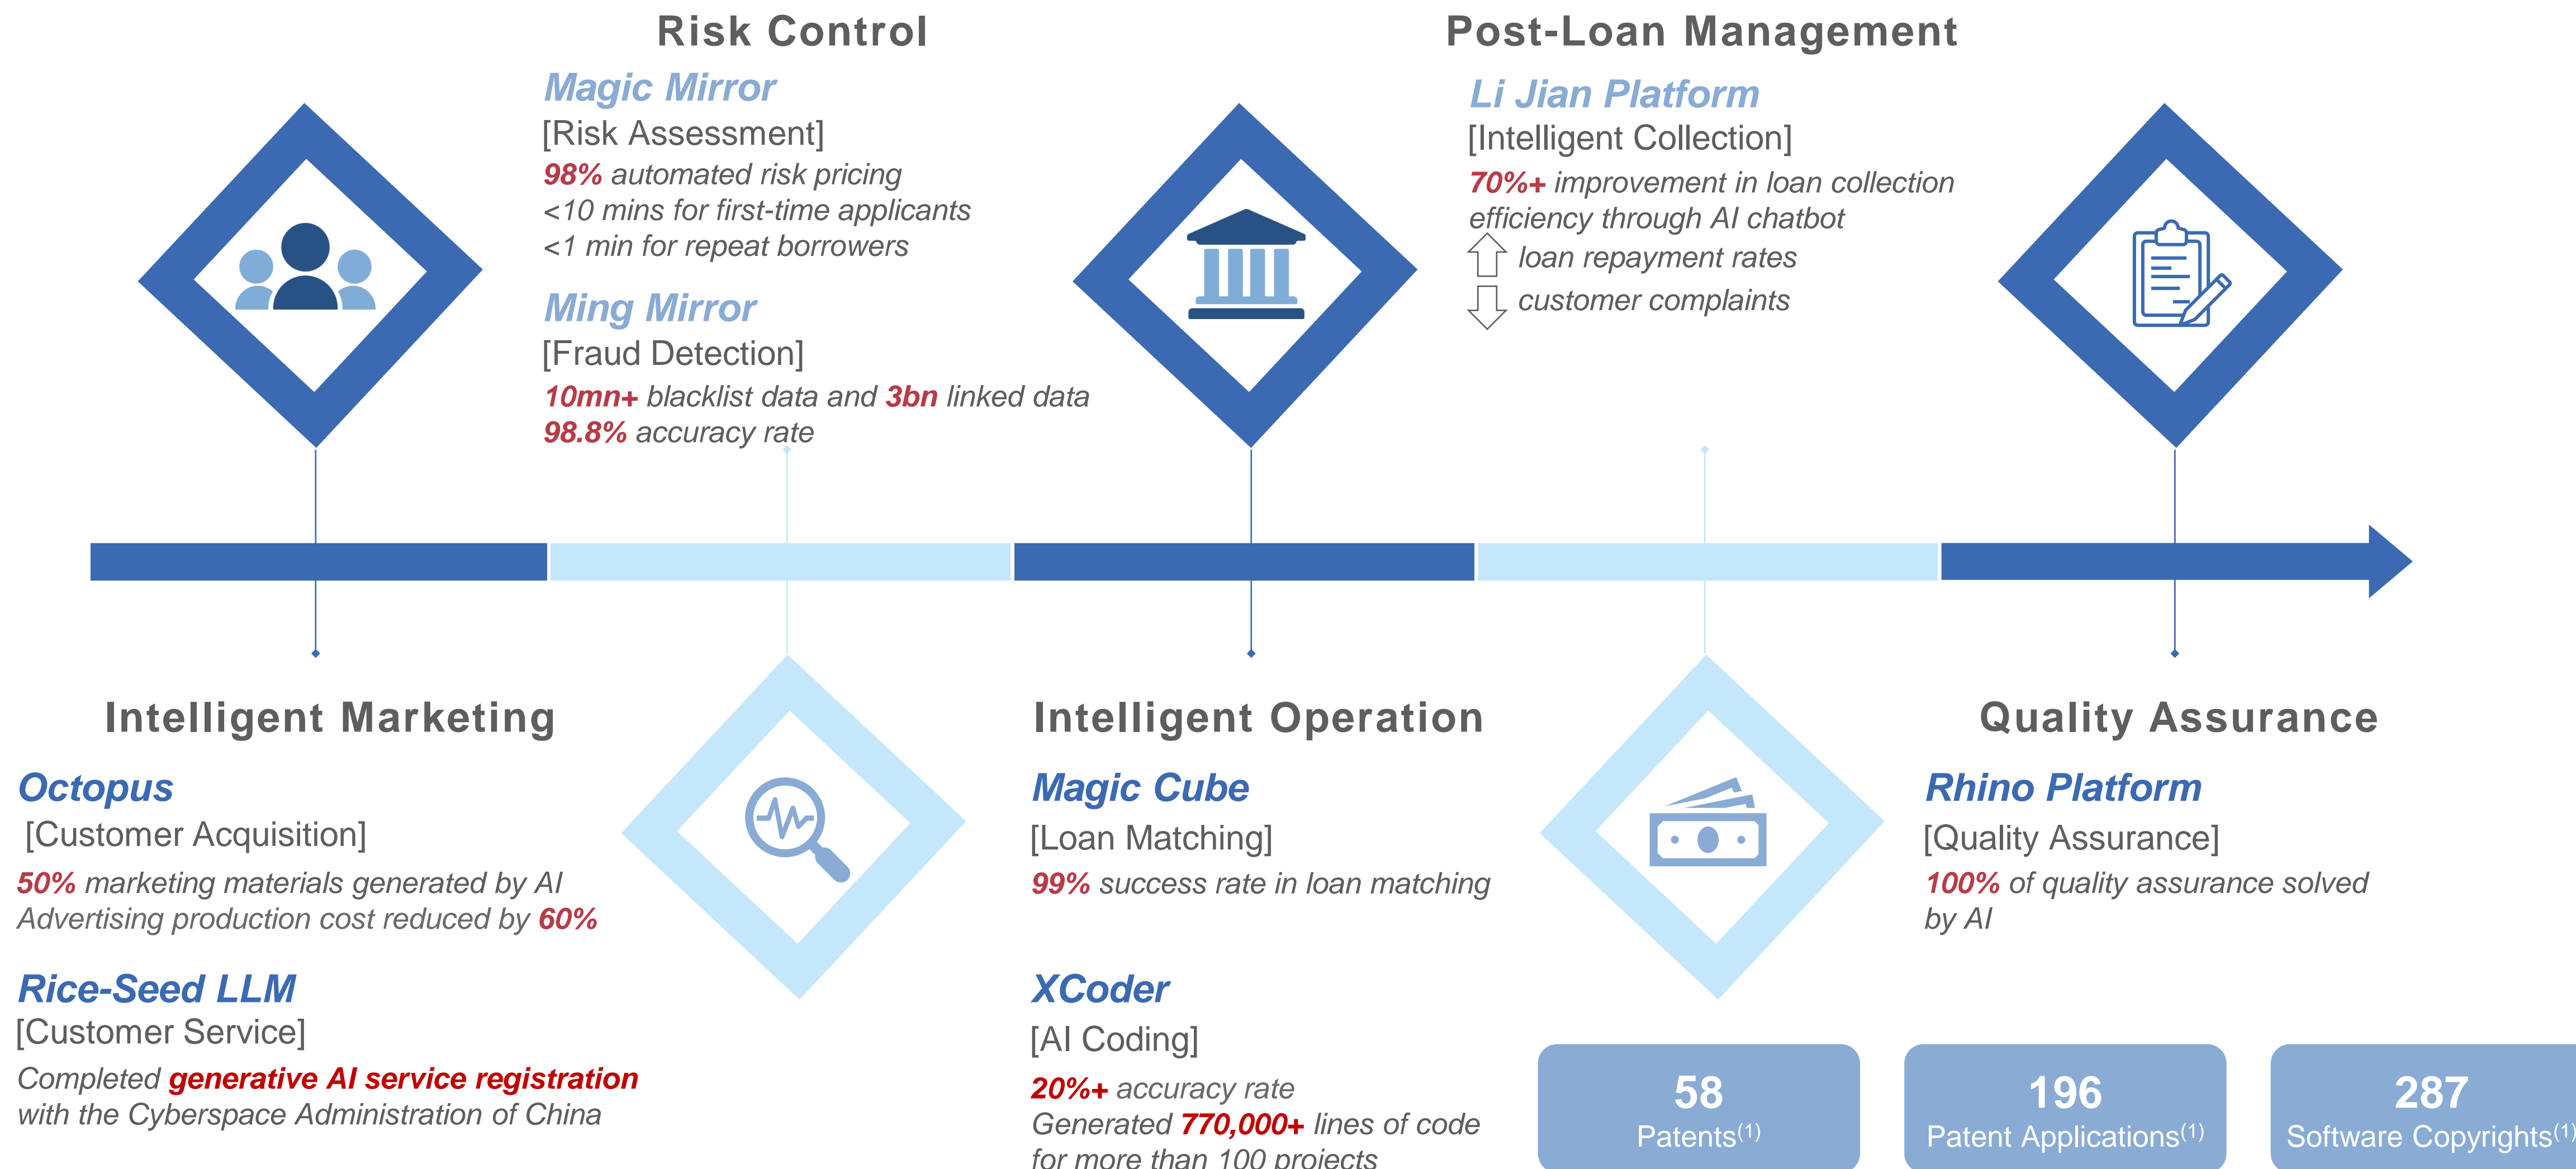 Risk Control
Magic Mirror
[Risk Assessment]
98% automated risk pricing
<10 mins for first-time applicants
<1 min for repeat borrowers
Ming Mirror
[Fraud Detection]
10mn+ blacklist data and 3bn linked data
98.8% accuracy rate
Post-Loan Management
Li Jian Platform
[Intelligent Collection]
70%+ improvement in loan collection
efficiency through AI chatbot
loan repayment rates
customer complaints
Intelligent Marketing
Octopus
[Customer Acquisition]
50% marketing materials generated by AI
Advertising production cost reduced by 60%
Rice-Seed LLM
[Customer Service]
Completed generative AI service registration
with the Cyberspace Administration of China
Intelligent Operation
Magic Cube
[Loan Matching]
99% success rate in loan matching
XCoder
[AI Coding]
20%+ accuracy rate
Generated 770,000+ lines of code
for more than 100 projects
Quality Assurance
Rhino Platform
[Quality Assurance]
100% of quality assurance solved
by AI
58
Patents(1)
196
Patent Applications(1)
287
Software Copyrights(1)